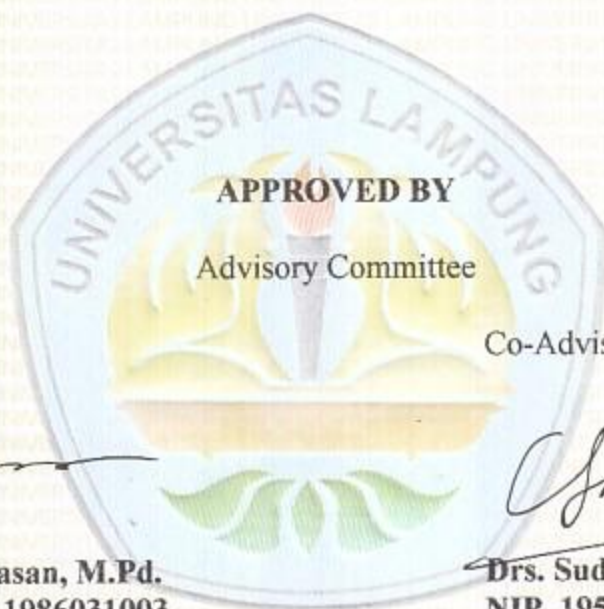 UNIVERSITAS LAMPUNG
APPROVED BY
Advisory Committee
Co-Advis
asan, M.Pd.
Drs. Sud
1986031003
NIP. 195